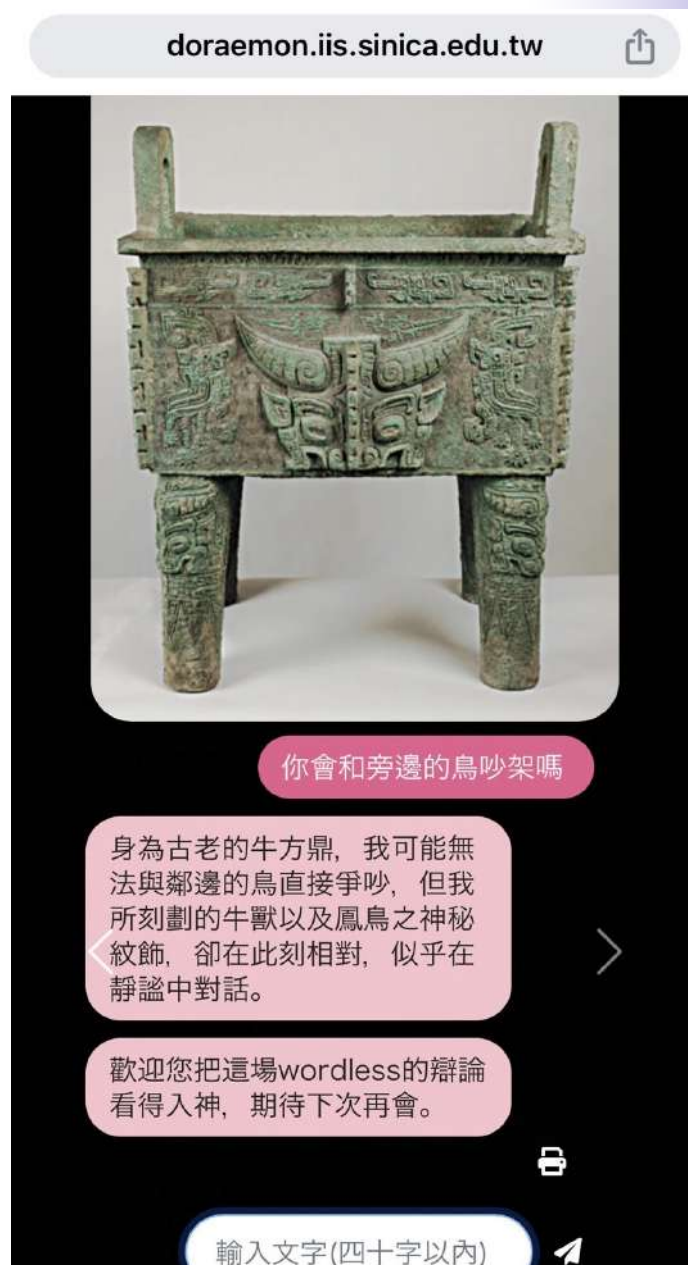 doraemon.iis.sinica.edu.tw
你會和旁邊的鳥吵架嗎
身為古老的牛方鼎，我可能無
法與鄰邊的鳥直接爭吵，但我
所刻劃的牛獸以及鳳鳥之神秘
紋飾，卻在此刻相對，似乎在
靜謐中對話。
歡迎您把這場wordless的辯論
看得入神，期待下次再會。
輸入文字(四十字以內)